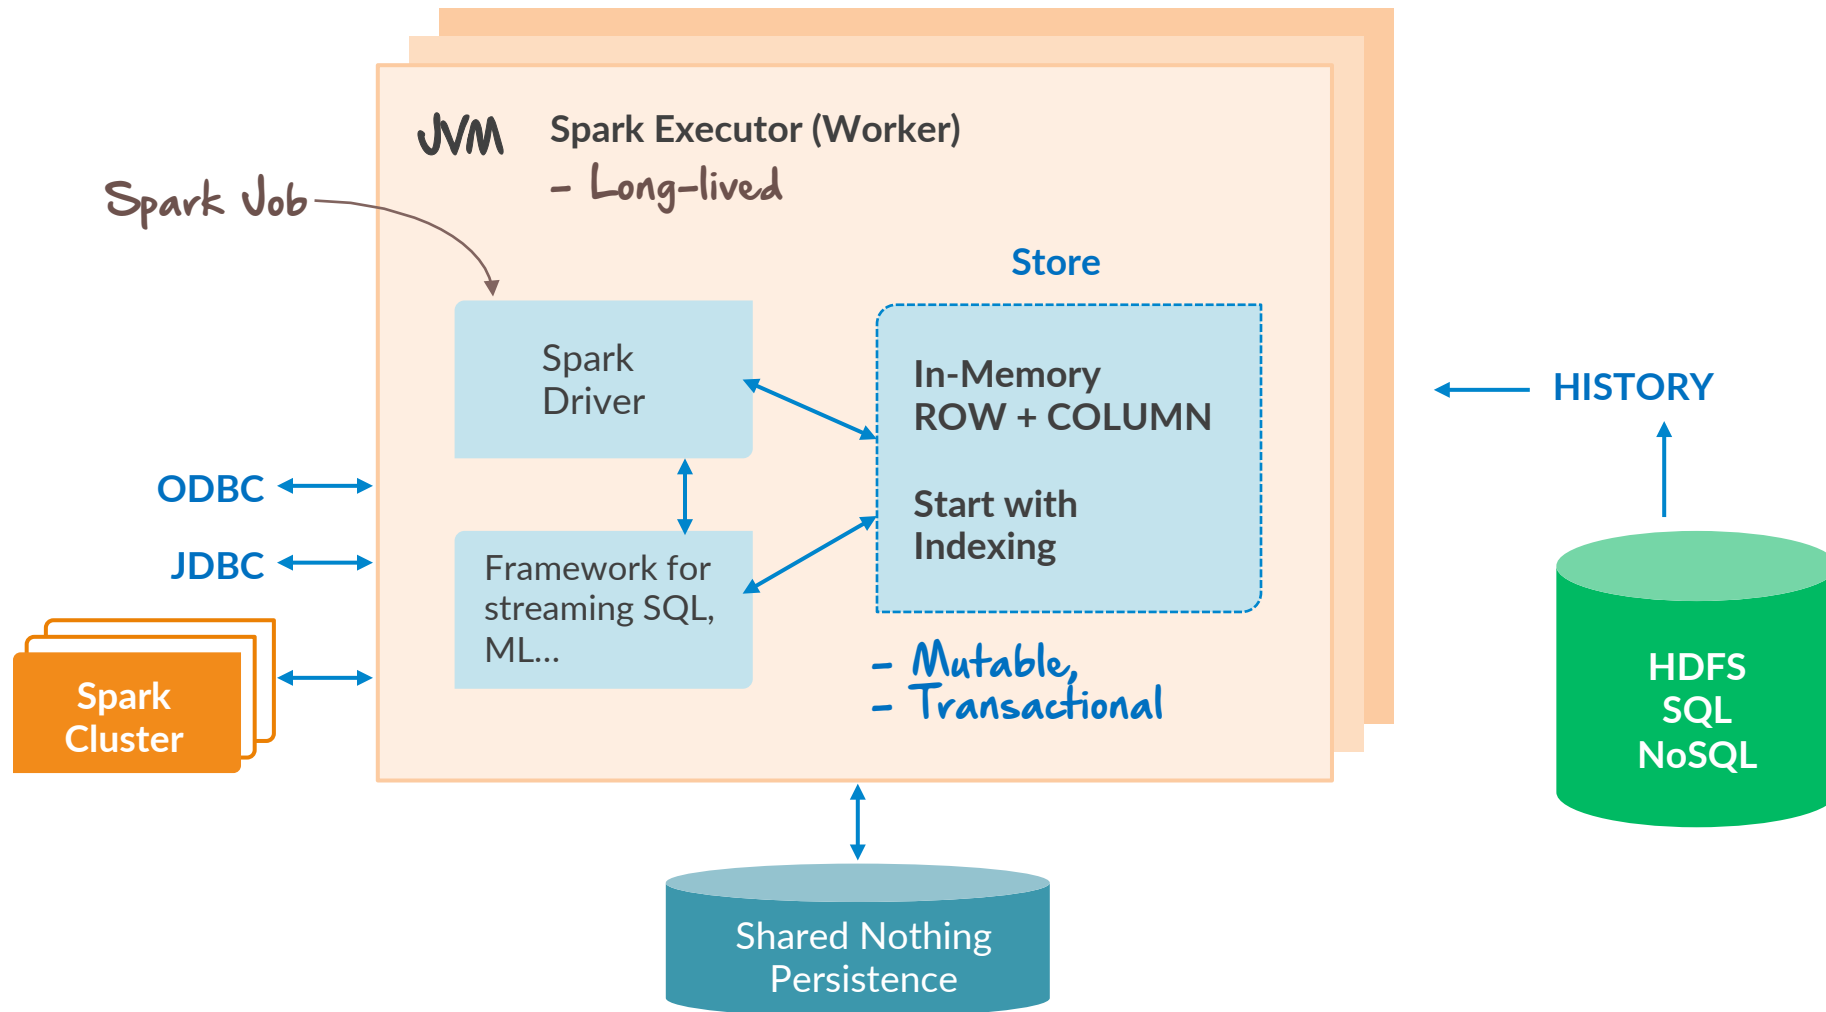 JVM
Spark Executor (Worker)
- Long-lived
Spark Job
Store
Spark
Driver
In-Memory
ROW + COLUMN
Start with
Indexing
HISTORY
ODBC
JDBC
Framework for
streaming SQL,
ML...
- Mutable,
- Transactional
Spark
Cluster
HDFS
SQL
NoSQL
Shared Nothing
Persistence